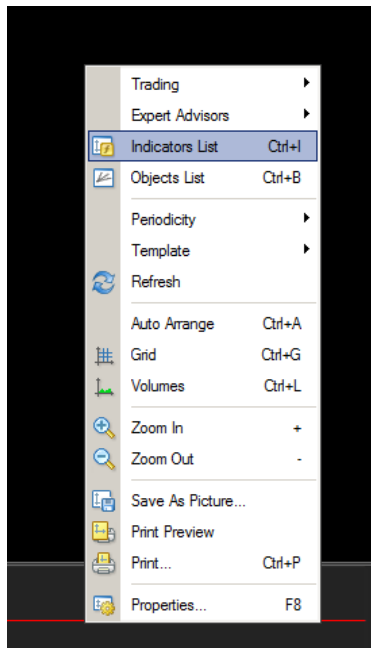 Trading
Expert Advisors
Indicators List Ctrl+I
Objects List Ctrl+B
Periodicity
Template
Refresh
Auto Arrange Ctrl+A
Grid Ctrl+G
Volumes Ctrl+L
Zoom In +
Zoom Out -
Save As Picture...
Print Preview
Print... Ctrl+P
Properties... F8